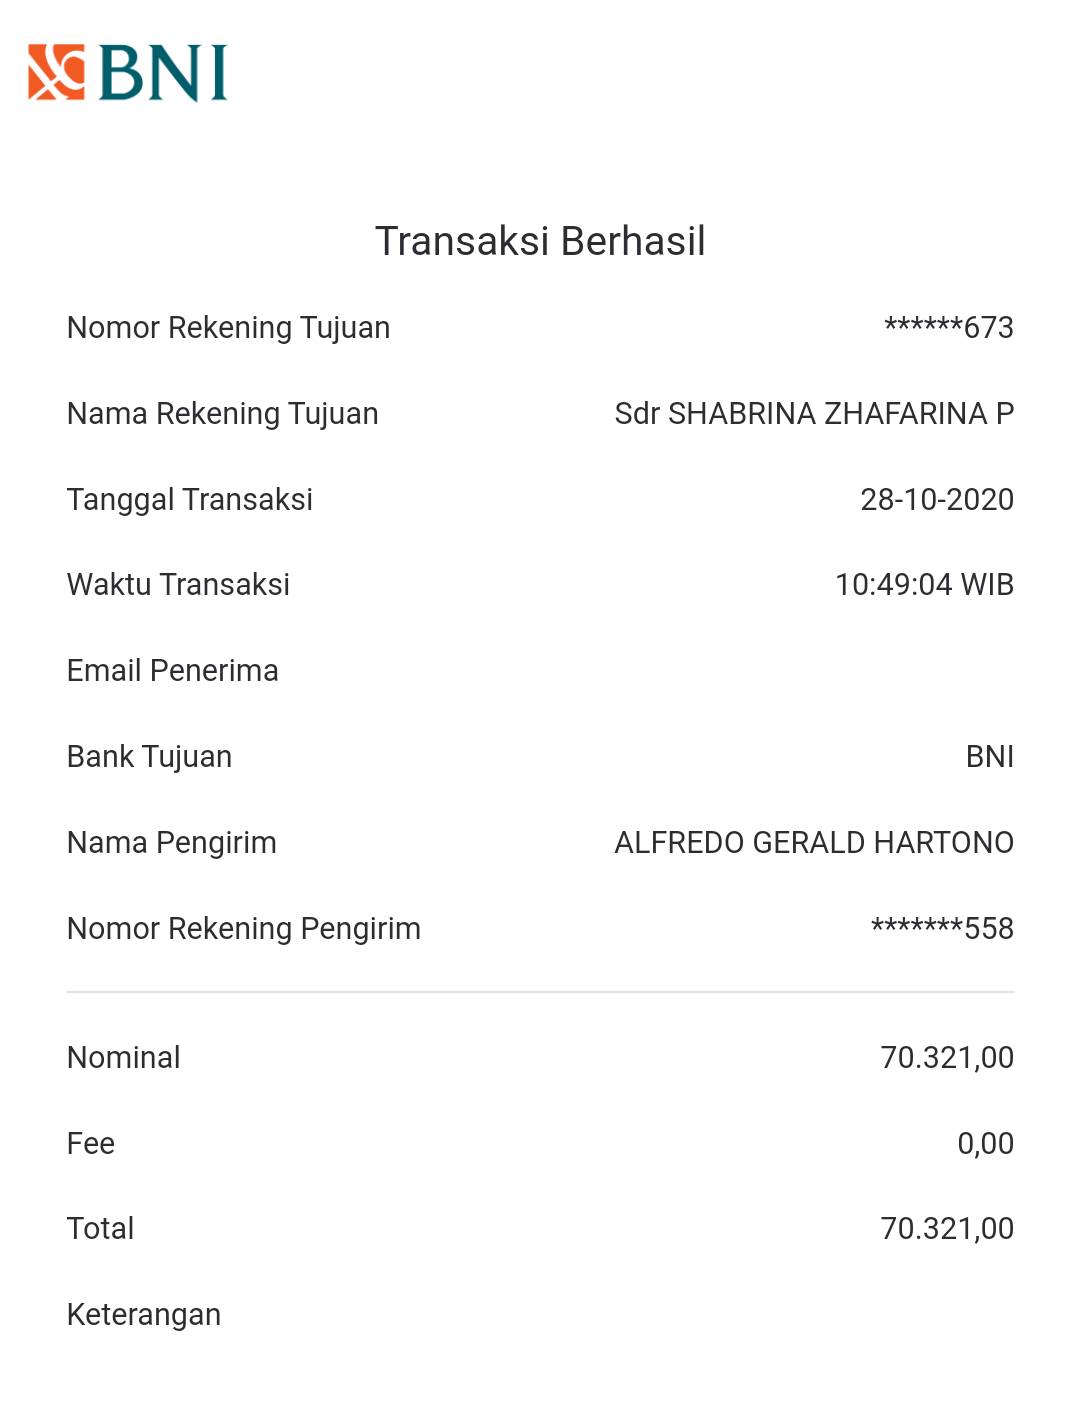 BNI
Transaksi Berhasil
Nomor Rekening Tujuan ******673
Nama Rekening Tujuan Sdr SHABRINA ZHAFARINA P
Tanggal Transaksi 28-10-2020
Waktu Transaksi 10:49:04 WIB
Email Penerima
Bank Tujuan BNI
Nama Pengirim ALFREDO GERALD HARTONO
Nomor Rekening Pengirim *******558
Nominal 70.321,00
Fee 0,00
Total 70.321,00
Keterangan